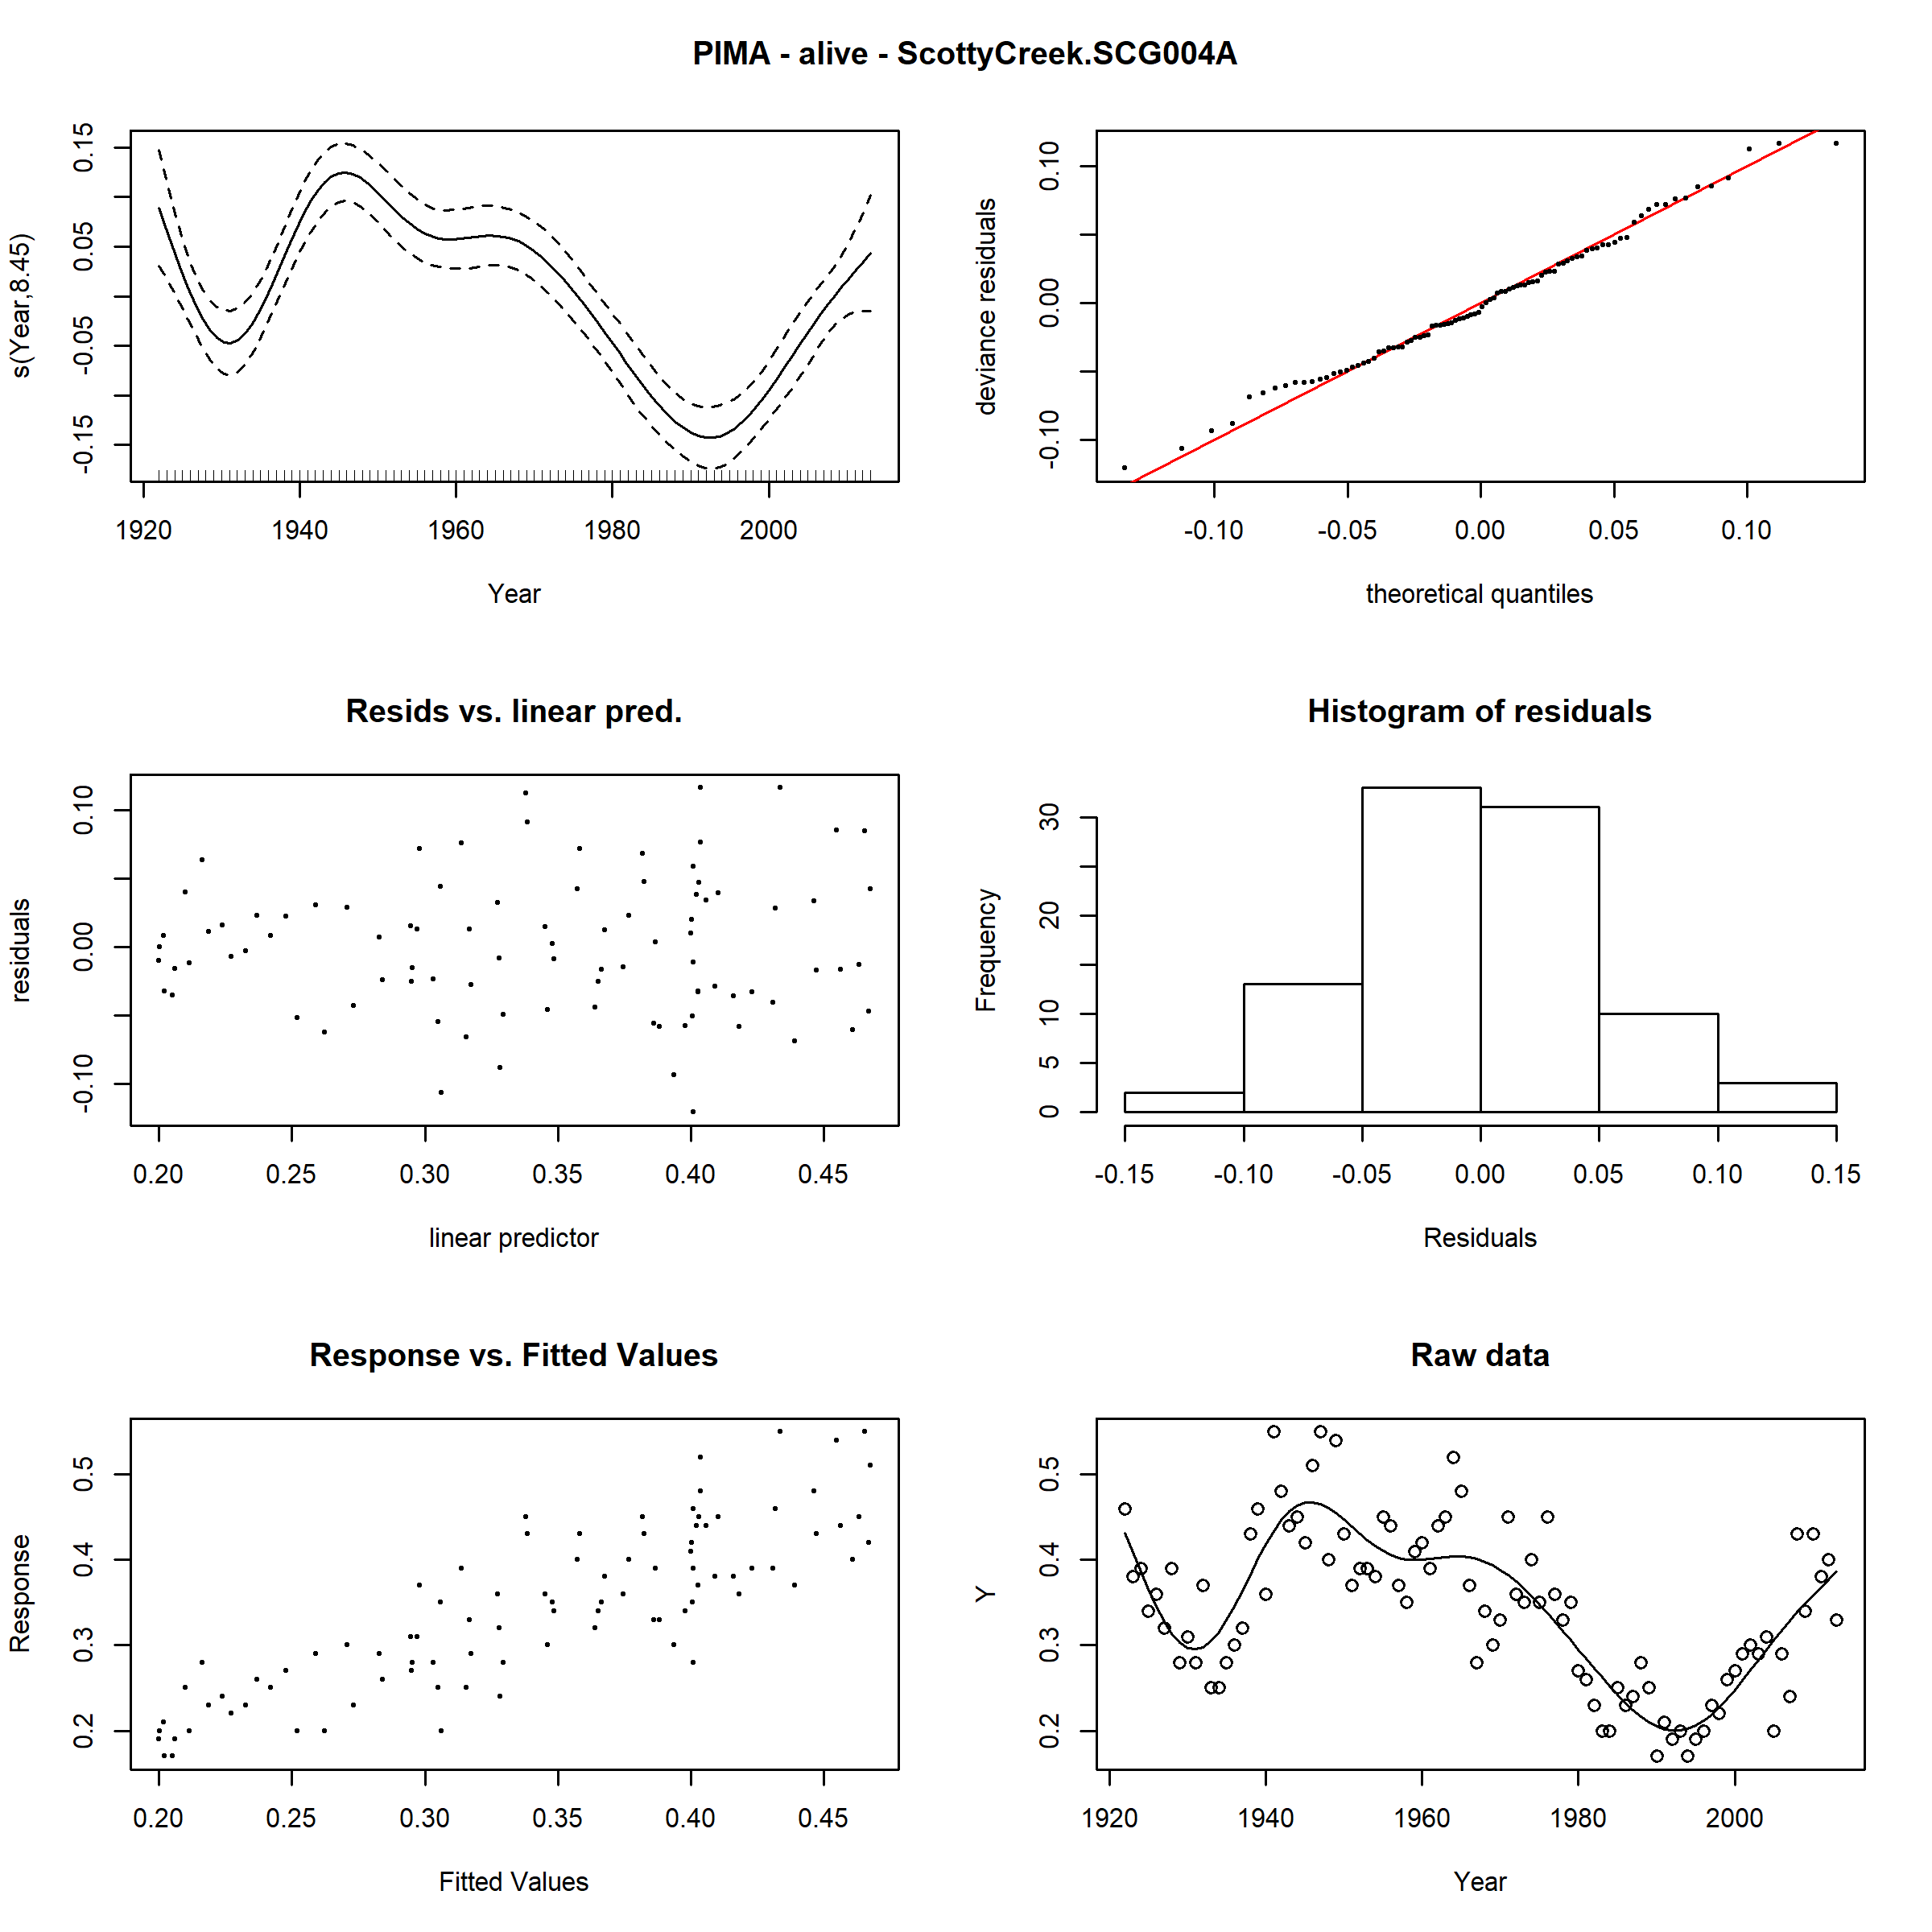 PIMA - alive - ScottyCreek.SCG004A
s(Year,8.45)
-0.15 -0.05 0.05 0.15
1920 1940 1960 1980 2000
Year
deviance residuals
-0.10 0.00 0.10
-0.10 -0.05 0.00 0.05 0.10
theoretical quantiles
Resids vs. linear pred.
residuals
-0.10 0.00 0.10
0.20 0.25 0.30 0.35 0.40 0.45
linear predictor
Histogram of residuals
Frequency
0 5 10 20 30
-0.15 -0.10 -0.05 0.00 0.05 0.10 0.15
Residuals
Response vs. Fitted Values
Response
0.2 0.3 0.4 0.5
0.20 0.25 0.30 0.35 0.40 0.45
Fitted Values
Raw data
Y
0.2 0.3 0.4 0.5
1920 1940 1960 1980 2000
Year